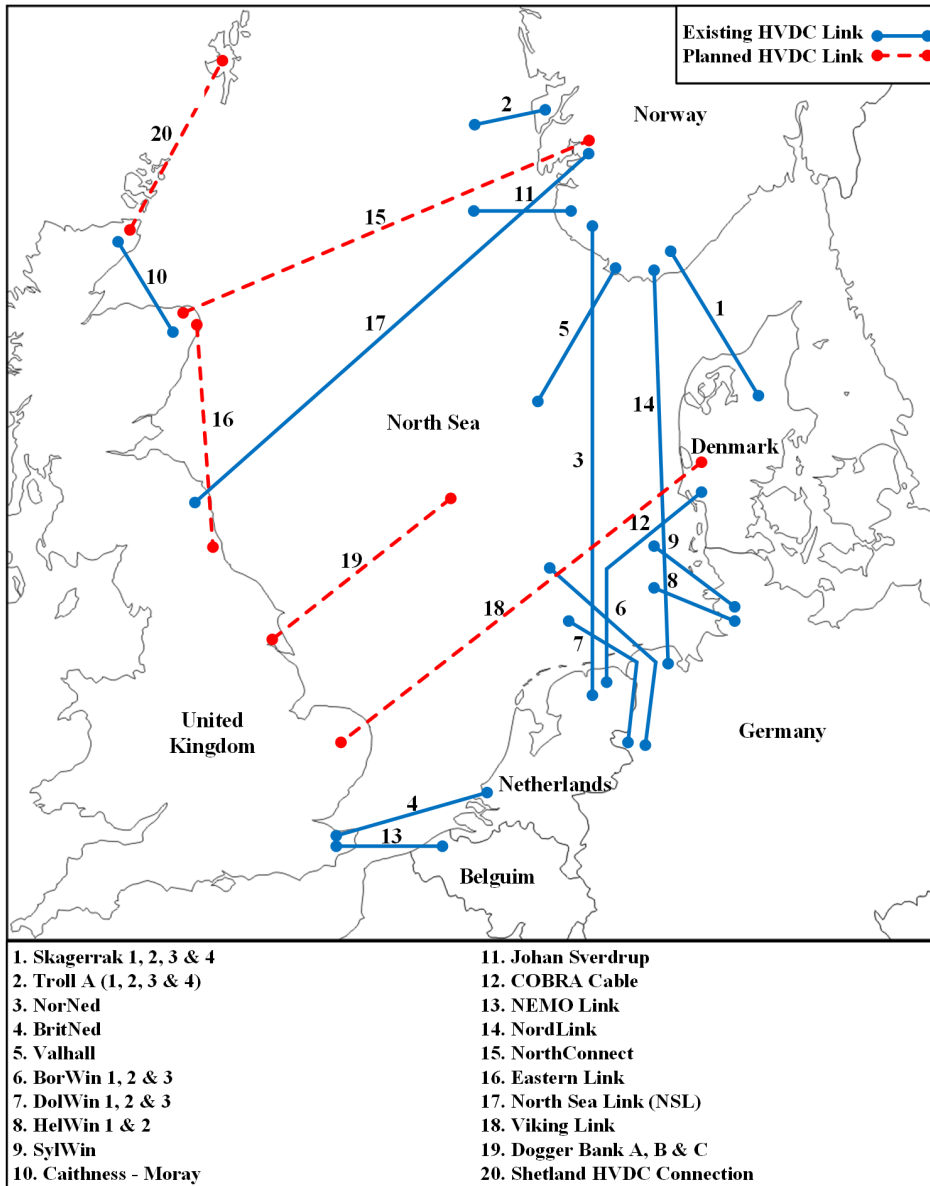 Existing HVDC Link
Planned HVDC Link
2
Norway
20
11
15
10
1
17
5
14
16
North Sea
Denmark
3
12
9
19
8
18
6
7
United
Kingdom
Germany
Netherlands
4
13
Belguim
1. Skagerrak 1, 2, 3 & 4
2. Troll A (1, 2, 3 & 4)
3. NorNed
4. BritNed
5. Valhall
6. BorWin 1, 2 & 3
7. DolWin 1, 2 & 3
8. HelWin 1 & 2
9. SylWin
10. Caithness - Moray
11. Johan Sverdrup
12. COBRA Cable
13. NEMO Link
14. NordLink
15. NorthConnect
16. Eastern Link
17. North Sea Link (NSL)
18. Viking Link
19. Dogger Bank A, B & C
20. Shetland HVDC Connection